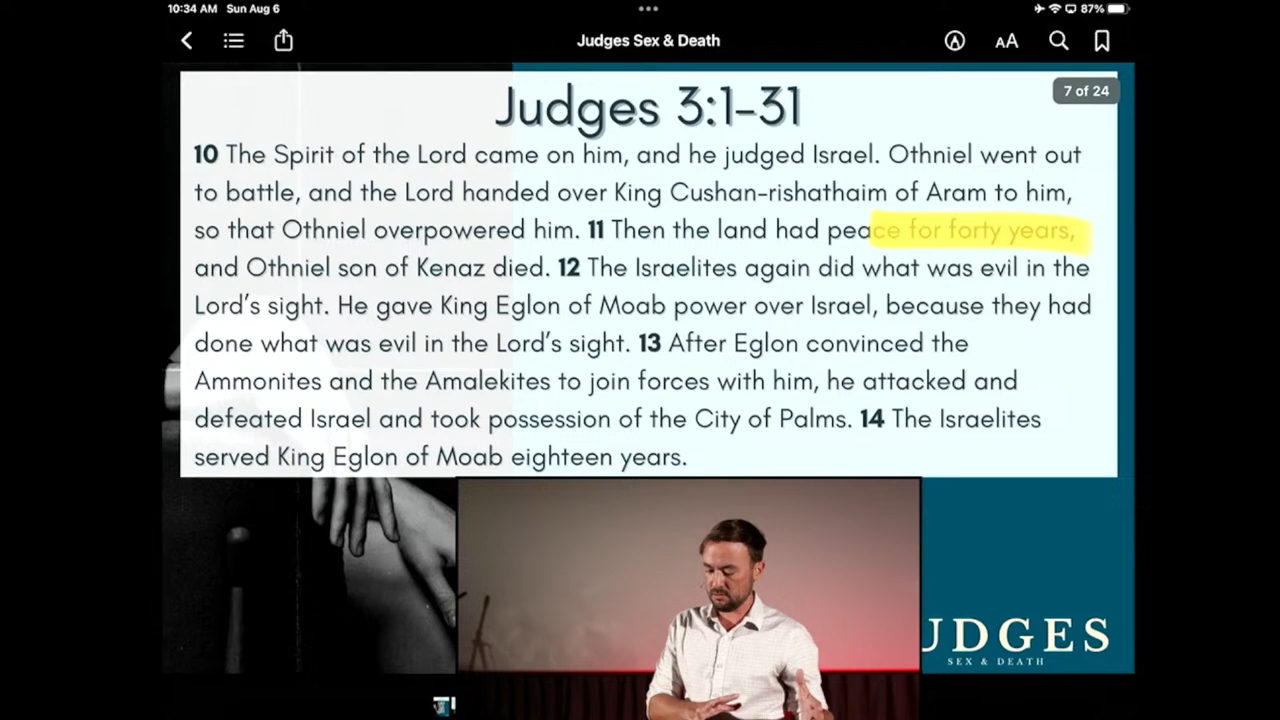 10:34 AM Sun Aug 6
87%
Judges Sex & Death
AA
7 of 24
Judges 3:1-31
10 The Spirit of the Lord came on him, and he judged Israel. Othniel went out
to battle, and the Lord handed over King Cushan-rishathaim of Aram to him,
so that Othniel overpowered him. 11 Then the land had peace for forty years,
and Othniel son of Kenaz died. 12 The Israelites again did what was evil in the
Lord's sight. He gave King Eglon of Moab power over Israel, because they had
done what was evil in the Lord's sight. 13 After Eglon convinced the
Ammonites and the Amalekites to join forces with him, he attacked and
defeated Israel and took possession of the City of Palms. 14 The Israelites
served King Eglon of Moab eighteen years.
UDGES
SEX & DEATH